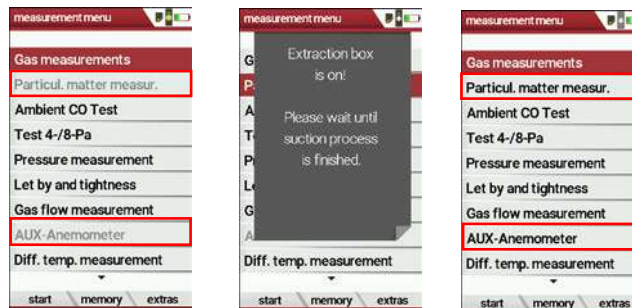 measurement menu
Gas measurements
Particul. matter measur.
Ambient CO Test
Test 4-/8-Pa
Pressure measurement
Let by and tightness
Gas flow measurement
AUX-Anemometer
Diff. temp. measurement
start memory extras
measurement menu
Extraction box
is on!
Please wait until
suction process
is finished.
G
P
A
T
P
L
G
A
Diff. temp. measurement
start memory extras
measurement menu
Gas measurements
Particul. matter measur.
Ambient CO Test
Test 4-/8-Pa
Pressure measurement
Let by and tightness
Gas flow measurement
AUX-Anemometer
Diff. temp. measurement
start memory extras